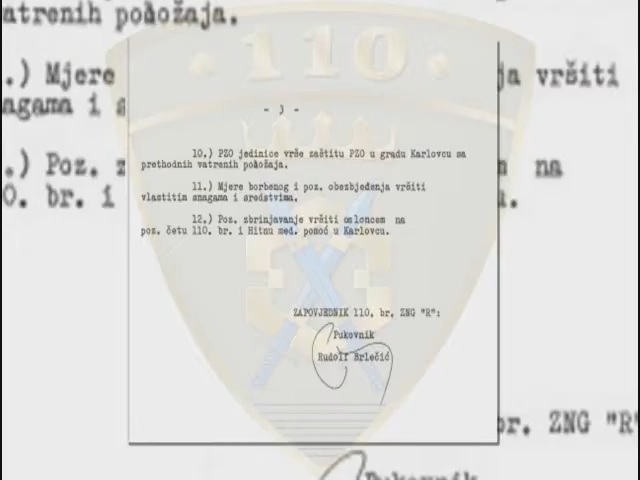 vatrenih položaja.
110
.) Mjere
ja vršiti
nagama i s
.) Poz. z
na
0. br. i
- 3 -
10.) PZO jedinice vrše zaštitu PZO u gradu Karlovcu sa
prethodnih vatrenih položaja.
11.) Mjere borbenog i poz. obezbjeđenja vršiti
vlastitim snagama i sredstvima.
12.) Poz. zbrinjavanje vršiti osloncem na
poz. četu 110. br. i Hitnu med. pomoć u Karlovcu.
ZAPOVJEDNIK 110. br. ZNG "R":
Pukovnik
Rudolf Brlečić
br. ZNG "R"
Pukovnik